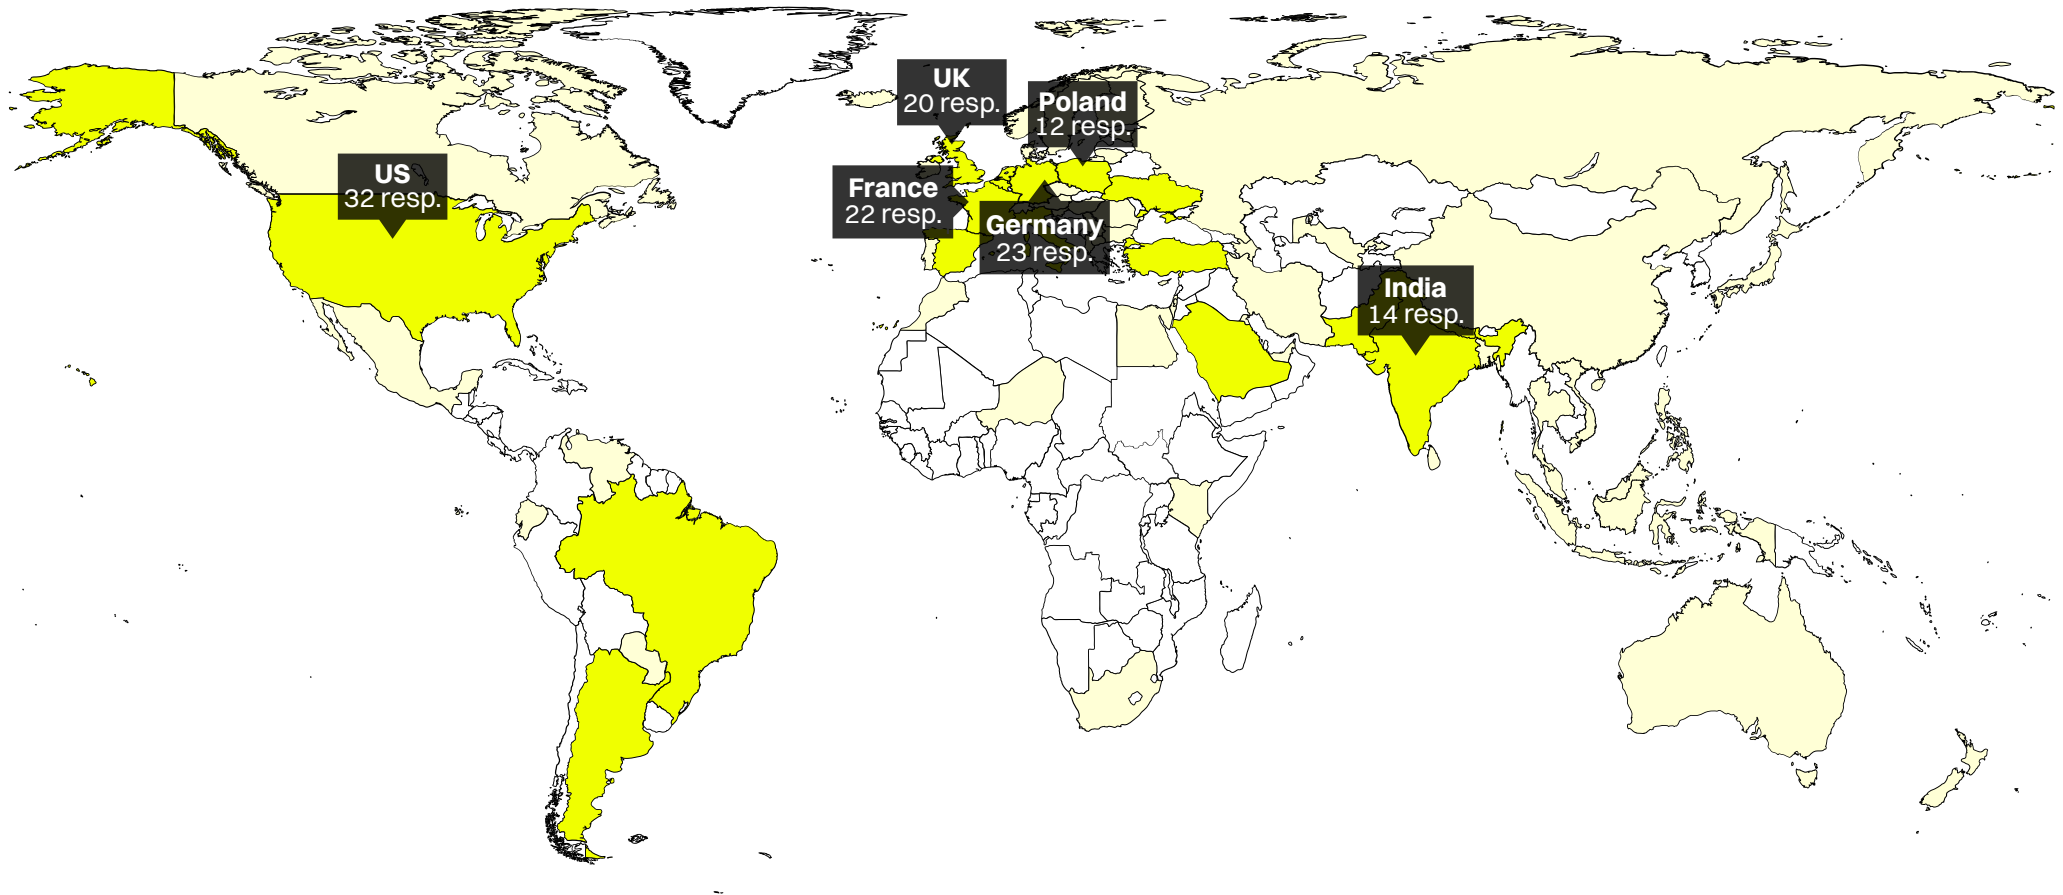 UK
20 resp.
Poland
12 resp.
US
32 resp.
France
22 resp.
Germany
23 resp.
India
14 resp.